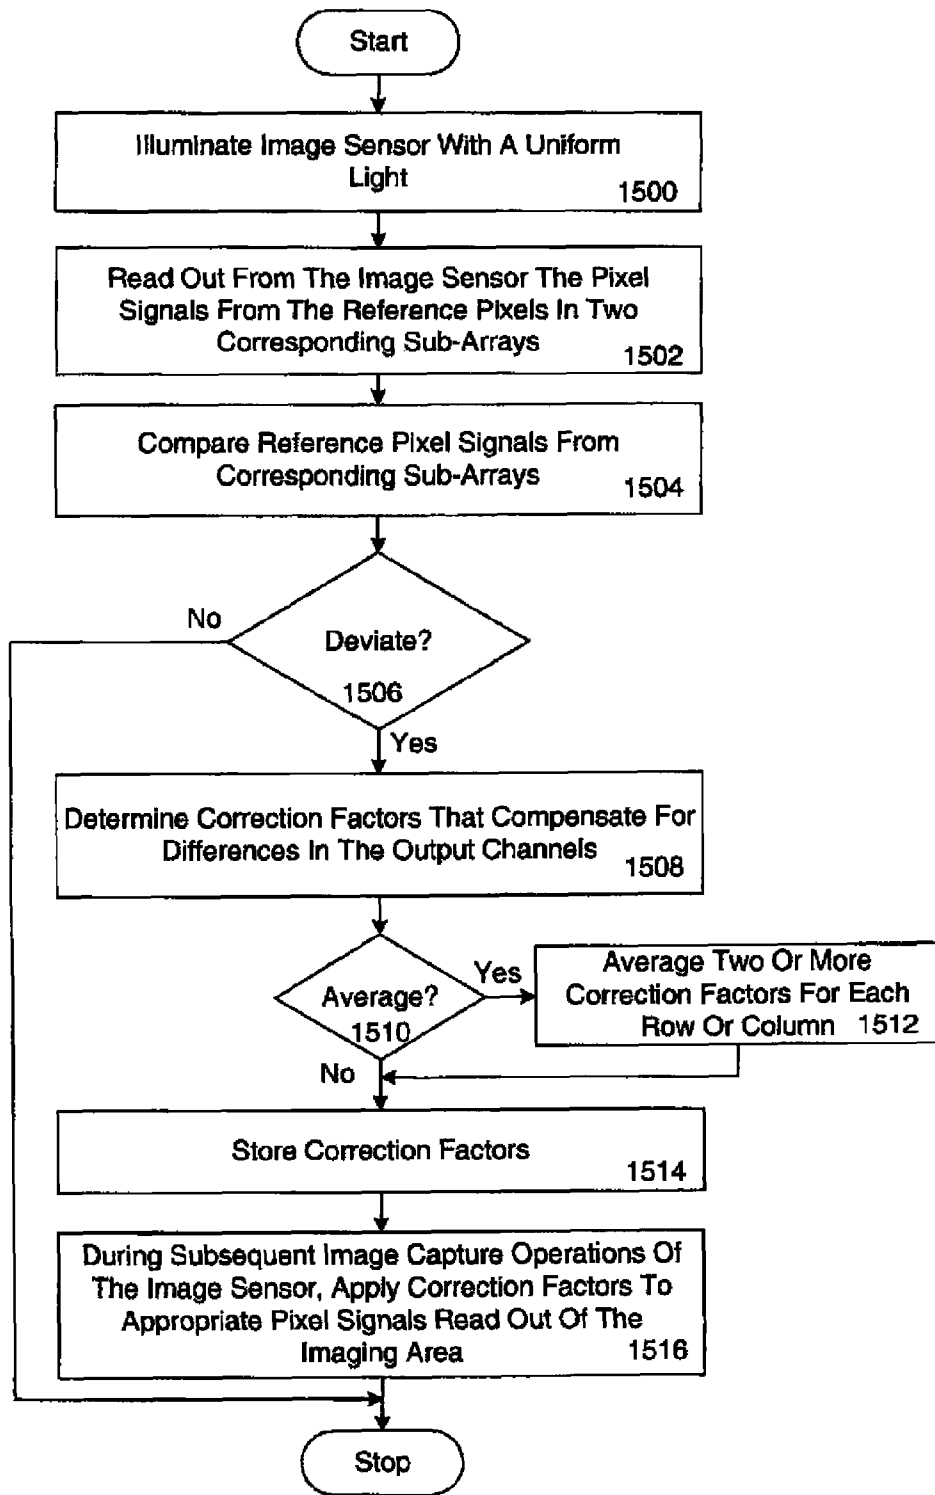 Start
Illuminate Image Sensor With A Uniform
Light
1500
Read Out From The Image Sensor The Pixel
Signals From The Reference Pixels In Two
Corresponding Sub-Arrays
1502
Compare Reference Pixel Signals From
Corresponding Sub-Arrays
1504
No
Deviate?
1506
Yes
Determine Correction Factors That Compensate For
Differences In The Output Channels
1508
Average?
1510
Yes
Average Two Or More
Correction Factors For Each
Row Or Column 1512
No
Store Correction Factors
1514
During Subsequent Image Capture Operations Of
The Image Sensor, Apply Correction Factors To
Appropriate Pixel Signals Read Out Of The
Imaging Area
1516
Stop